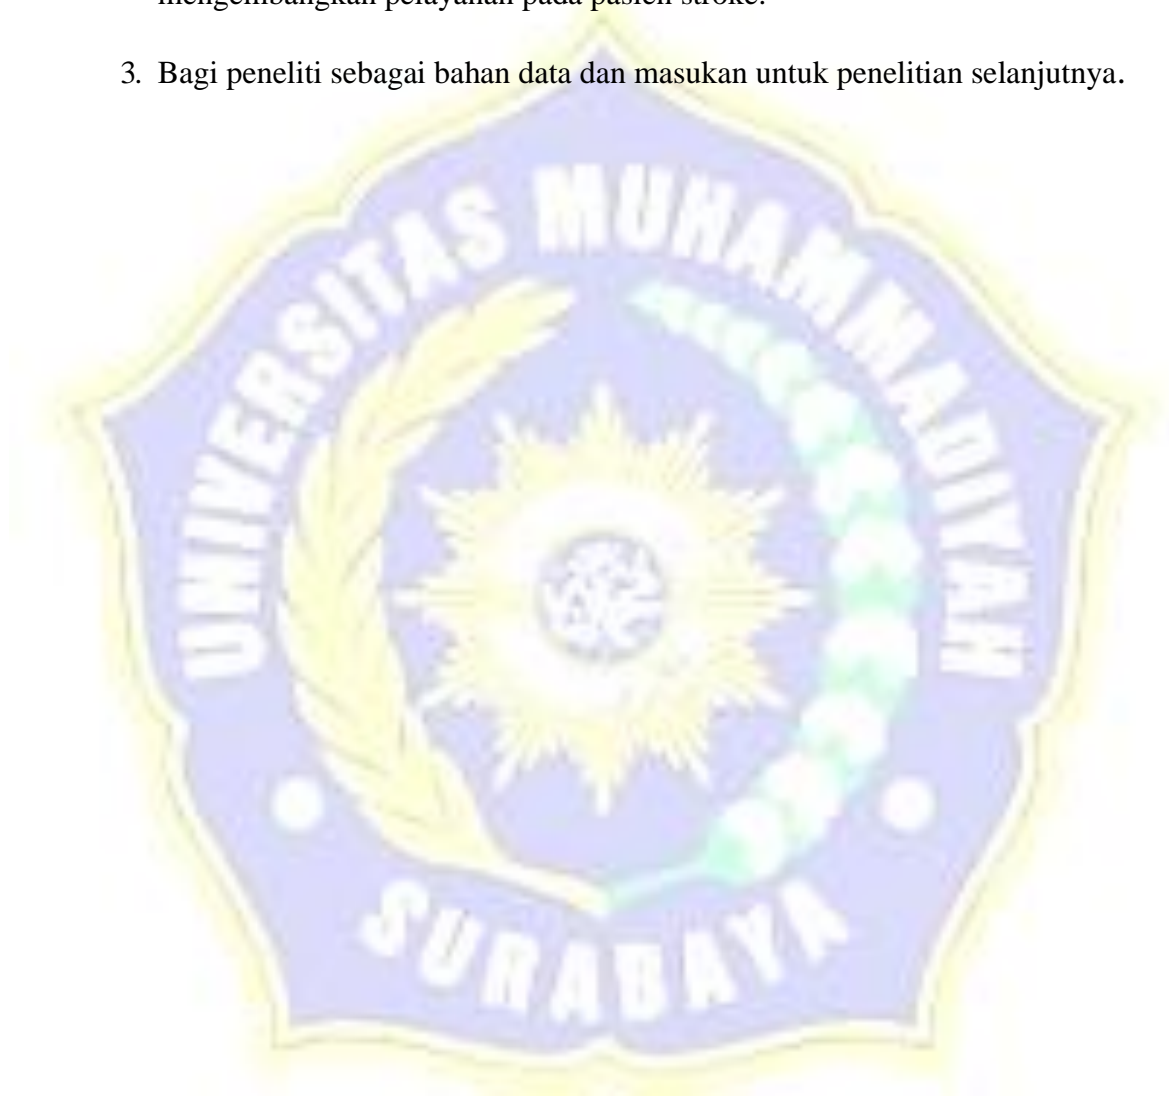 mengembangkan pelayanan pada pasien stroke.
3. Bagi peneliti sebagai bahan data dan masukan untuk penelitian selanjutnya.
UNIVERSITAS MUHAMMADIYAH
SURABAYA